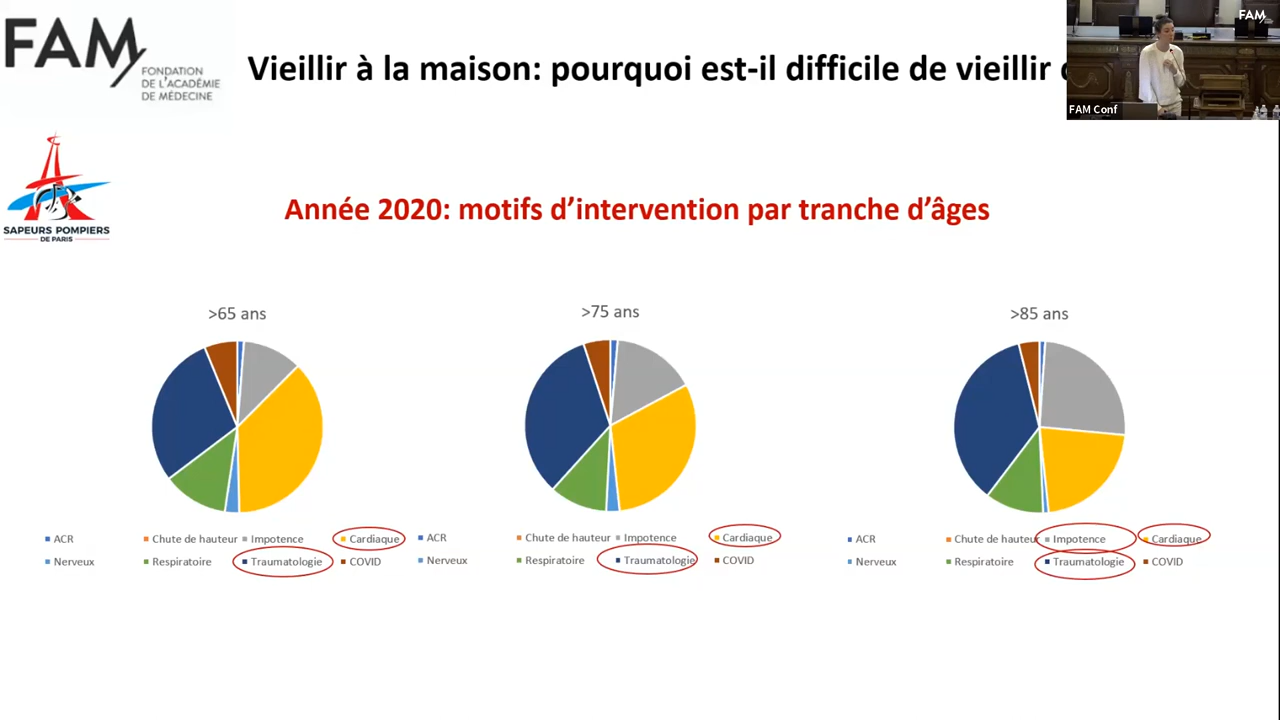 FAM
FONDATION
DE L'ACADÉMIE
DE MÉDECINE
Vieillir à la maison: pourquoi est-il difficile de vieillir
FAM
FAM Conf
SAPEURS POMPIERS
DE PARIS
Année 2020: motifs d'intervention par tranche d'âges
>65 ans
ACR
Chute de hauteur
Impotence
Cardiaque
Nerveux
Respiratoire
Traumatologie
COVID
>75 ans
ACR
Chute de hauteur
Impotence
Cardiaque
Nerveux
Respiratoire
Traumatologie
COVID
>85 ans
ACR
Chute de hauteur
Impotence
Cardiaque
Nerveux
Respiratoire
Traumatologie
COVID